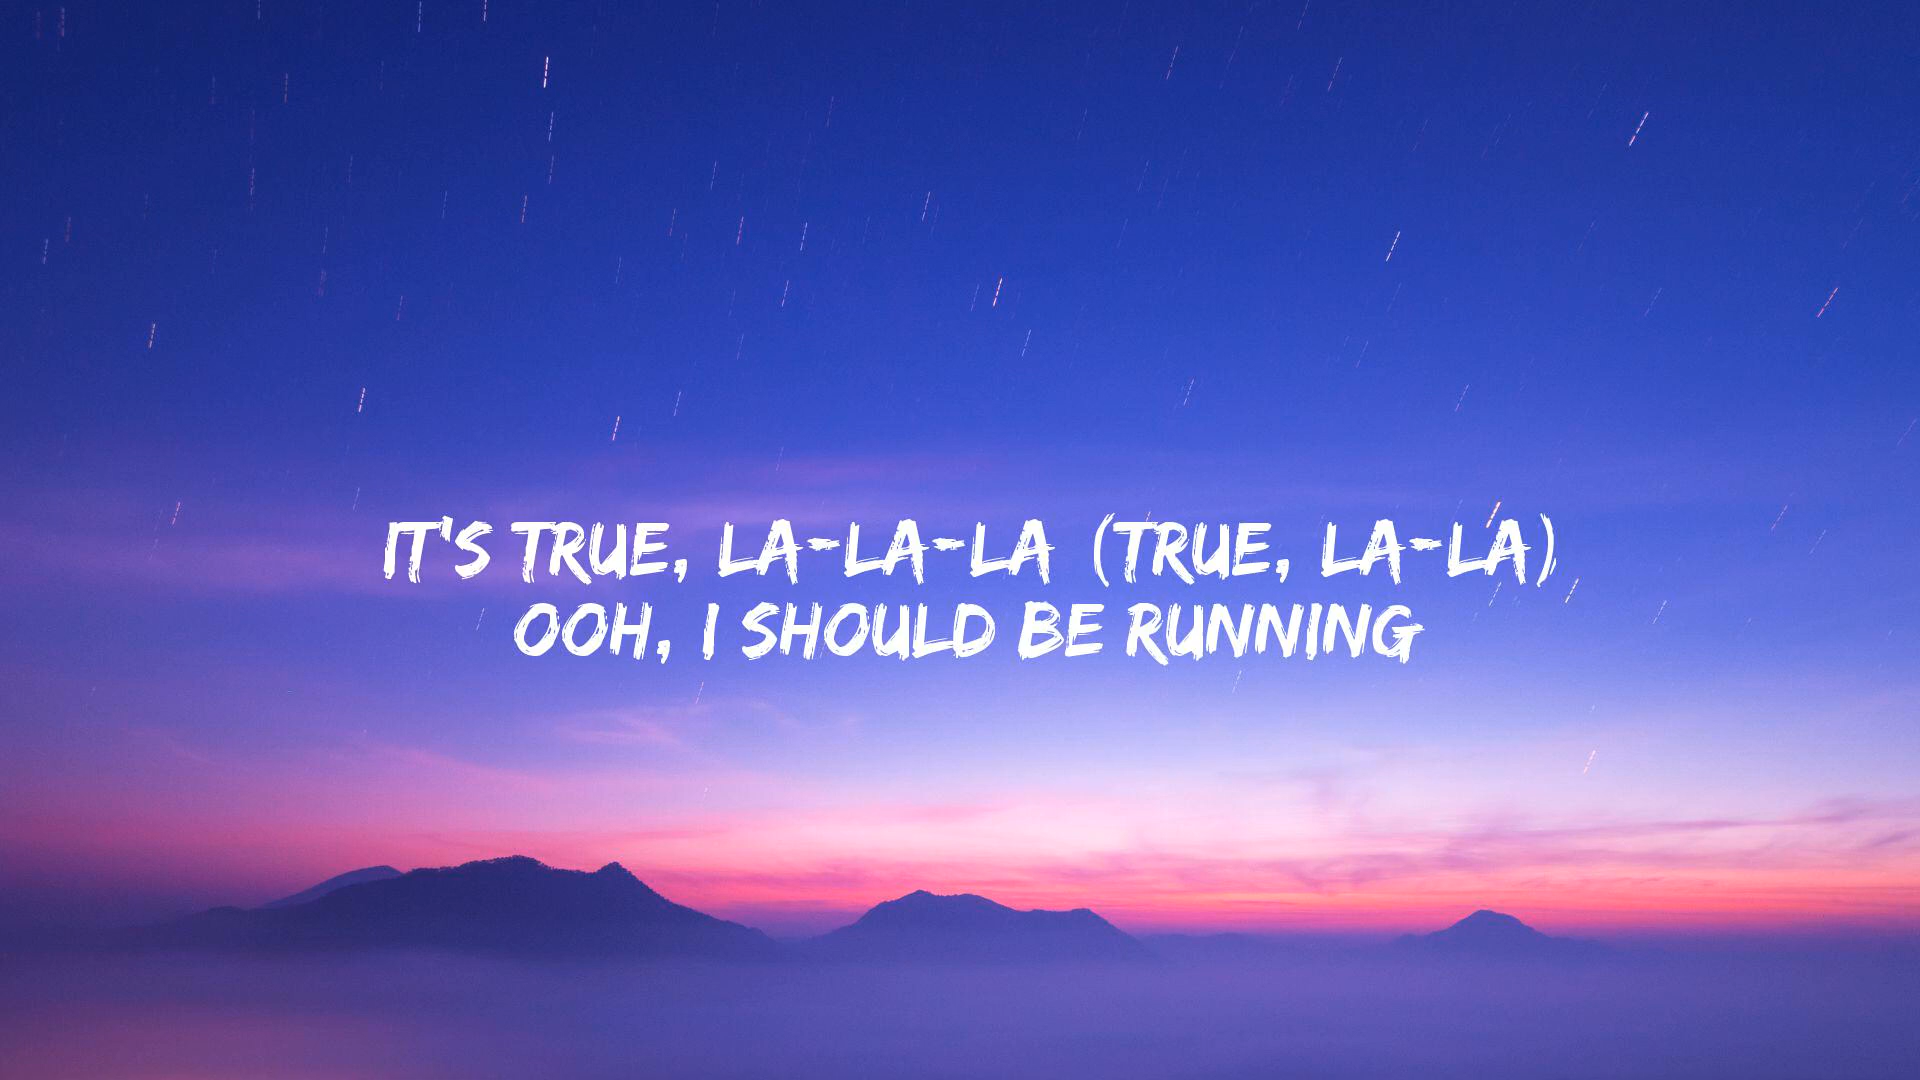 IT'S TRUE, LA-LA-LA (TRUE, LA-LA)
OOH, I SHOULD BE RUNNING